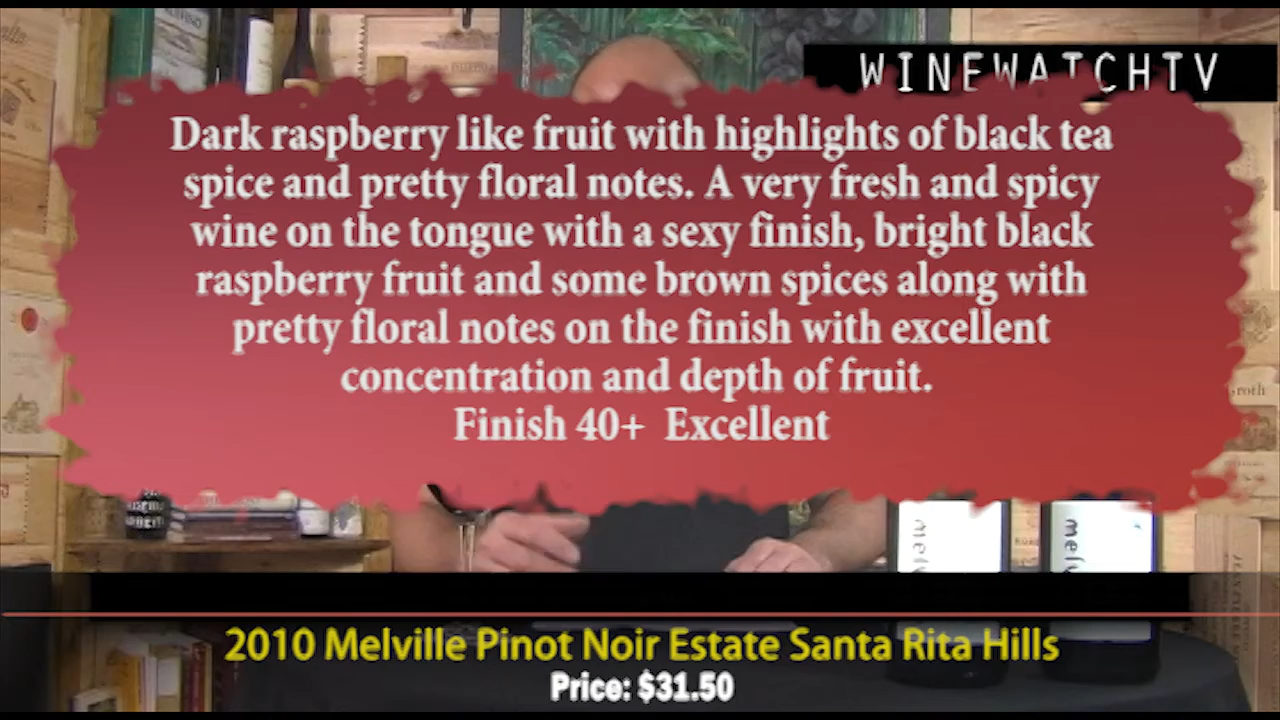 WINEWATCHTV
Dark raspberry like fruit with highlights of black tea
spice and pretty floral notes. A very fresh and spicy
wine on the tongue with a sexy finish, bright black
raspberry fruit and some brown spices along with
pretty floral notes on the finish with excellent
concentration and depth of fruit.
Finish 40+ Excellent
groth
melv
melv
2010 Melville Pinot Noir Estate Santa Rita Hills
Price: $31.50